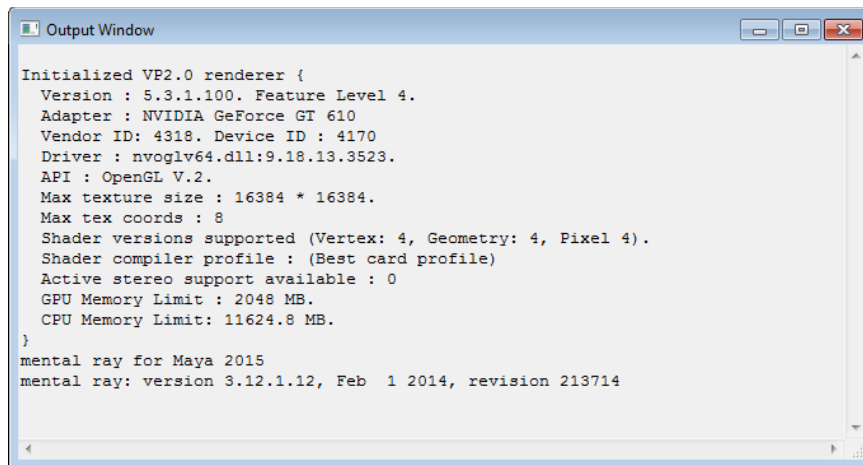 Output Window
Initialized VP2.0 renderer {
Version : 5.3.1.100. Feature Level 4.
Adapter : NVIDIA GeForce GT 610
Vendor ID: 4318. Device ID : 4170
Driver : nvoglv64.dll:9.18.13.3523.
API : OpenGL V.2.
Max texture size : 16384 * 16384.
Max tex coords : 8
Shader versions supported (Vertex: 4, Geometry: 4, Pixel 4).
Shader compiler profile : (Best card profile)
Active stereo support available : 0
GPU Memory Limit : 2048 MB.
CPU Memory Limit: 11624.8 MB.
}
mental ray for Maya 2015
mental ray: version 3.12.1.12, Feb  1 2014, revision 213714